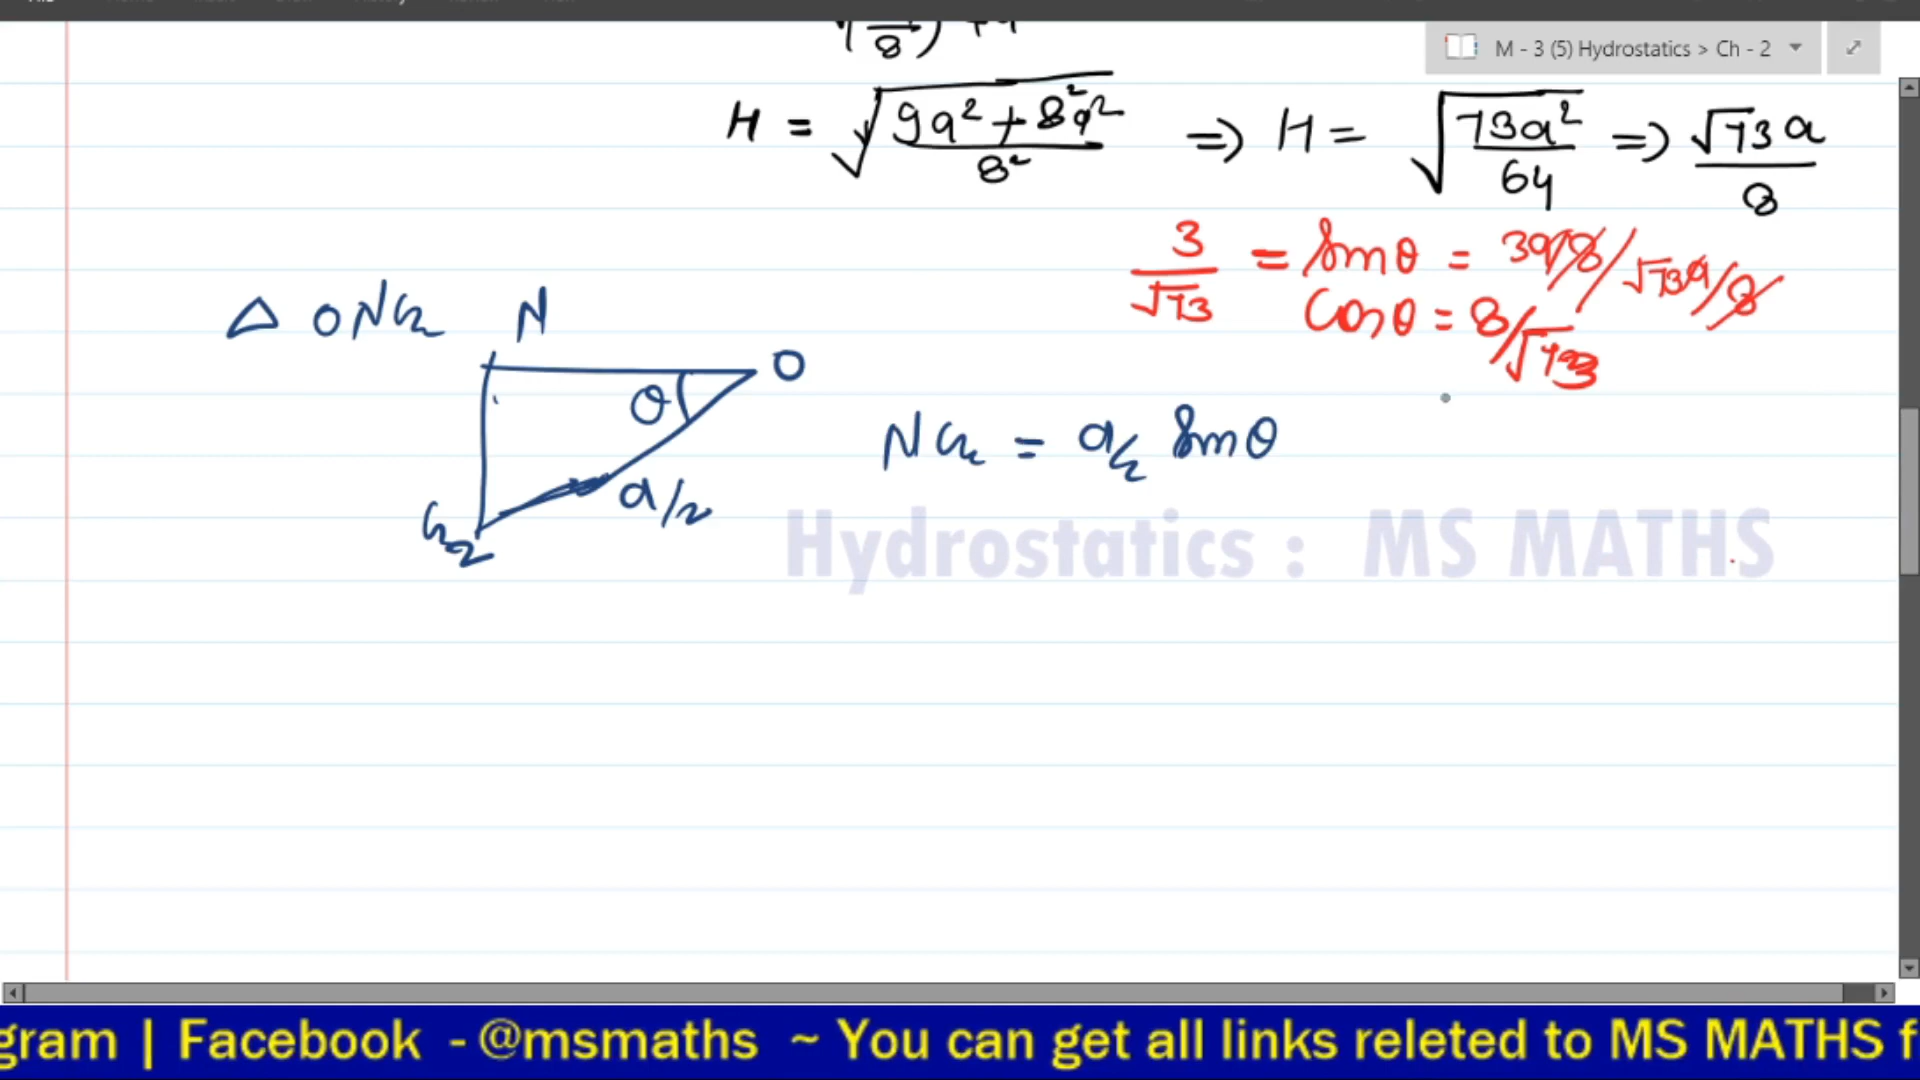 M - 3 (5) Hydrostatics > Ch - 2
H = √(9a² + 8²a²)/8² => H = √73a²/64 => √73a/8
3/√73 = Sinθ = 3a/8/√73a/8
Cosθ = 8/√73
△ ONG₂ N
O
θ
a/2
G₂
NG₂ = a/2 Sinθ
Hydrostatics : MS MATHS
gram | Facebook - @msmaths ~ You can get all links releted to MS MATHS f